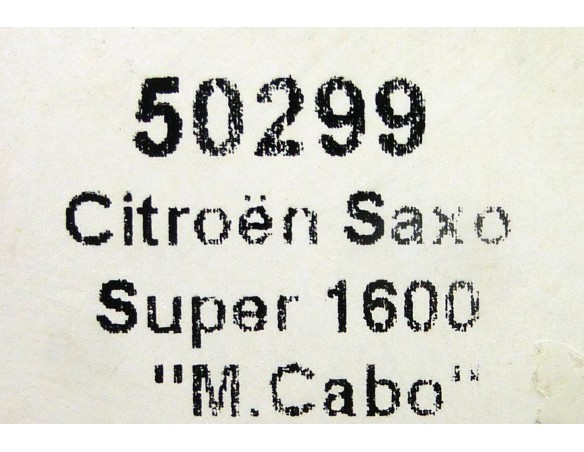 50299
Citroën Saxo
Super 1600
"M.Cabo"